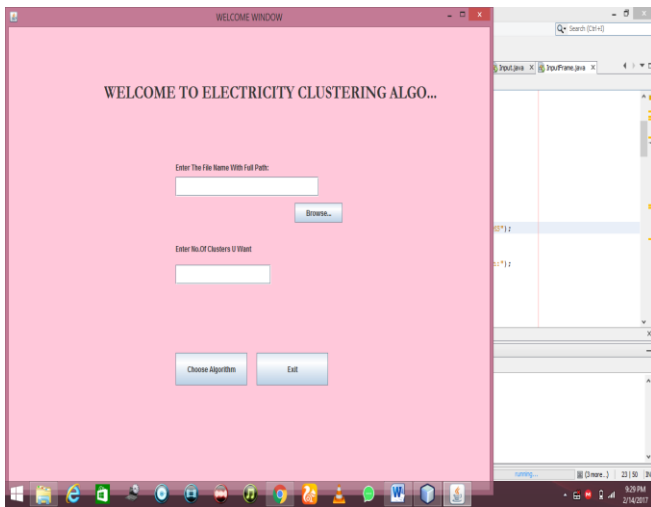 WELCOME WINDOW
Search (Ctrl+I)
Input.java X InputFrame.java X
WELCOME TO ELECTRICITY CLUSTERING ALGO...
Enter The File Name With Full Path:
Browse...
Enter No.Of Clusters U Want
Choose Algorithm Exit
running... (3 more...) 23 | 50
9:29 PM
2/14/2017